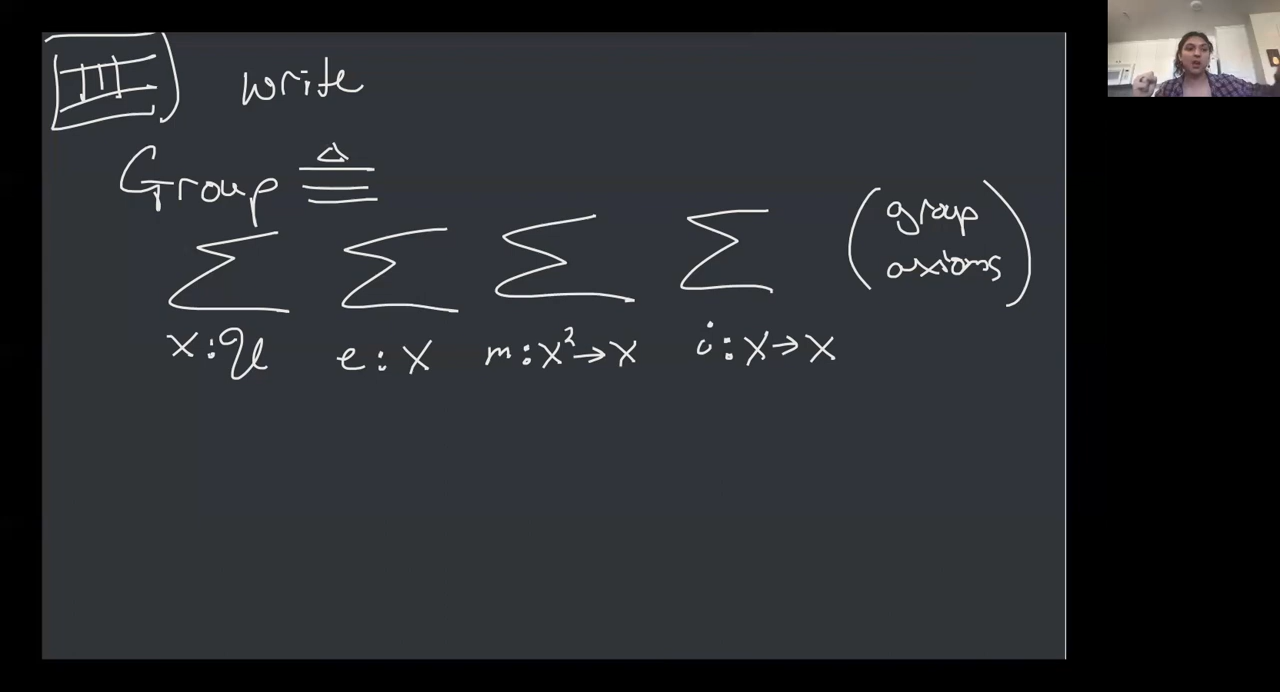 III) write
Group ≜
Σ Σ Σ Σ (group axioms)
x:𝒰 e:X m:X²→X i:X→X